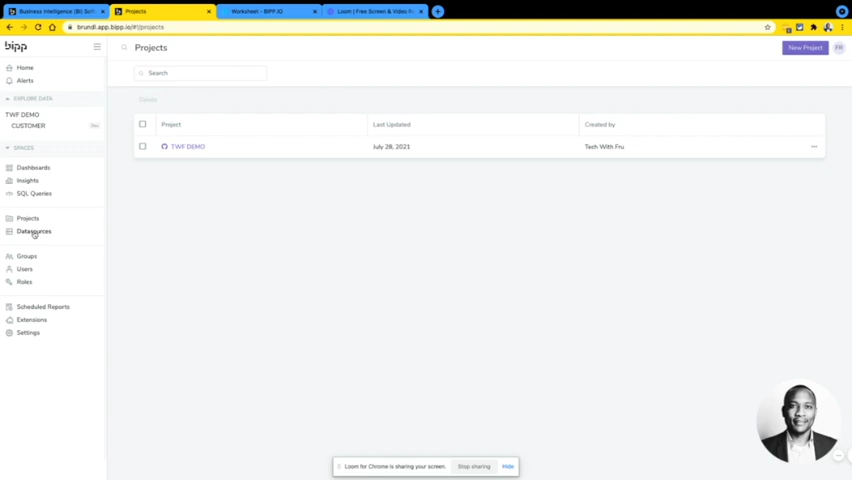 Business Intelligence (BI) Soft
Projects
Worksheet - BIPP.IO
Loom | Free Screen & Video Re
brundl.app.bipp.io/#!/projects
bipp
Projects
New Project
FR
Home
Alerts
Search
EXPLORE DATA
TWF DEMO
CUSTOMER
Dev
SPACES
Dashboards
Insights
SQL Queries
Projects
Datasources
Groups
Users
Roles
Scheduled Reports
Extensions
Settings
Delete
Project
Last Updated
Created by
TWF DEMO
July 28, 2021
Tech With Fru
Loom for Chrome is sharing your screen.
Stop sharing
Hide